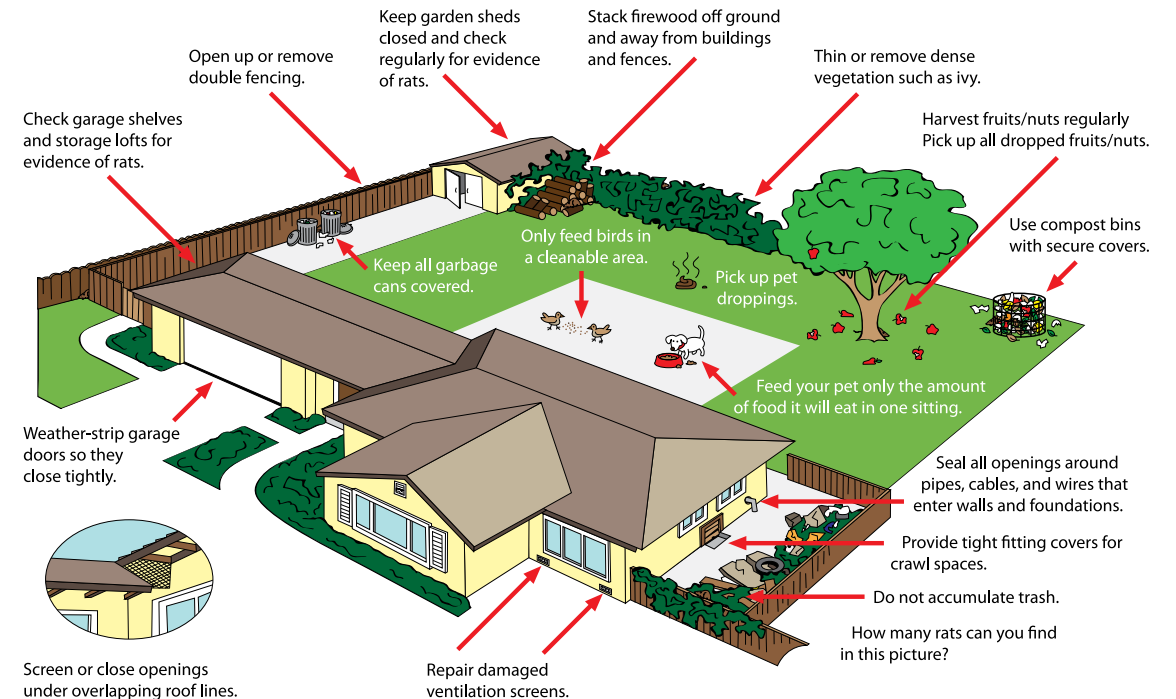 Keep garden sheds
closed and check
regularly for evidence
of rats.
Stack firewood off ground
and away from buildings
and fences.
Open up or remove
double fencing.
Thin or remove dense
vegetation such as ivy.
Check garage shelves
and storage lofts for
evidence of rats.
Harvest fruits/nuts regularly
Pick up all dropped fruits/nuts.
Use compost bins
with secure covers.
Only feed birds in
a cleanable area.
Keep all garbage
cans covered.
Pick up pet
droppings.
Feed your pet only the amount
of food it will eat in one sitting.
Weather-strip garage
doors so they
close tightly.
Seal all openings around
pipes, cables, and wires that
enter walls and foundations.
Provide tight fitting covers for
crawl spaces.
Do not accumulate trash.
How many rats can you find
in this picture?
Screen or close openings
under overlapping roof lines.
Repair damaged
ventilation screens.